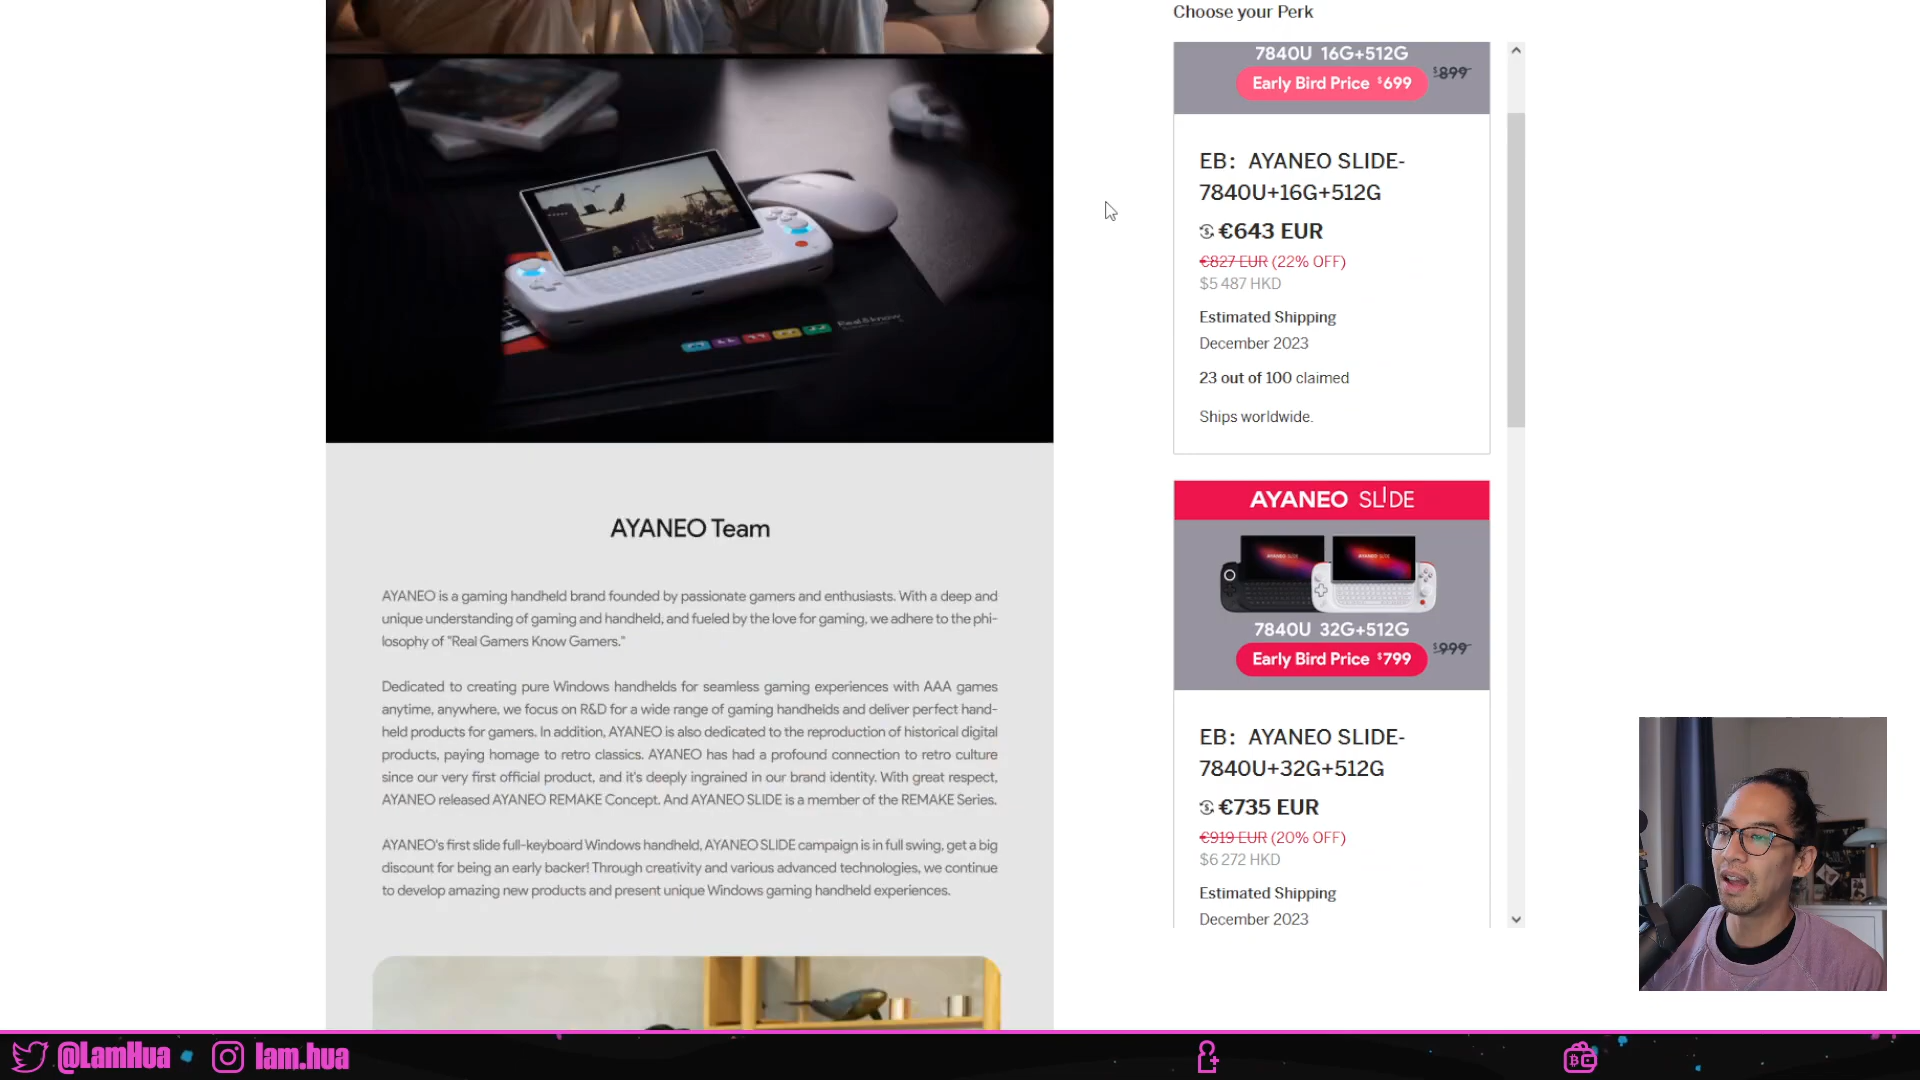 AYANEO Team
AYANEO is a gaming handheld brand founded by passionate gamers and enthusiasts. With a deep and
unique understanding of gaming and handheld, and fueled by the love for gaming, we adhere to the phi-
losophy of "Real Gamers Know Gamers."
Dedicated to creating pure Windows handhelds for seamless gaming experiences with AAA games
anytime, anywhere, we focus on R&D for a wide range of gaming handhelds and deliver perfect hand-
held products for gamers. In addition, AYANEO is also dedicated to the reproduction of historical digital
products, paying homage to retro classics. AYANEO has had a profound connection to retro culture
since our very first official product, and it's deeply ingrained in our brand identity. With great respect,
AYANEO released AYANEO REMAKE Concept. And AYANEO SLIDE is a member of the REMAKE Series.
AYANEO's first slide full-keyboard Windows handheld, AYANEO SLIDE campaign is in full swing, get a big
discount for being an early backer! Through creativity and various advanced technologies, we continue
to develop amazing new products and present unique Windows gaming handheld experiences.
Choose your Perk
7840U 16G+512G
Early Bird Price $699 $899
EB: AYANEO SLIDE-
7840U+16G+512G
€643 EUR
€827 EUR (22% OFF)
$5 487 HKD
Estimated Shipping
December 2023
23 out of 100 claimed
Ships worldwide.
AYANEO SL!DE
7840U 32G+512G
Early Bird Price $799 $999
EB: AYANEO SLIDE-
7840U+32G+512G
€735 EUR
€919 EUR (20% OFF)
$6 272 HKD
Estimated Shipping
December 2023
@LamHua lam.hua